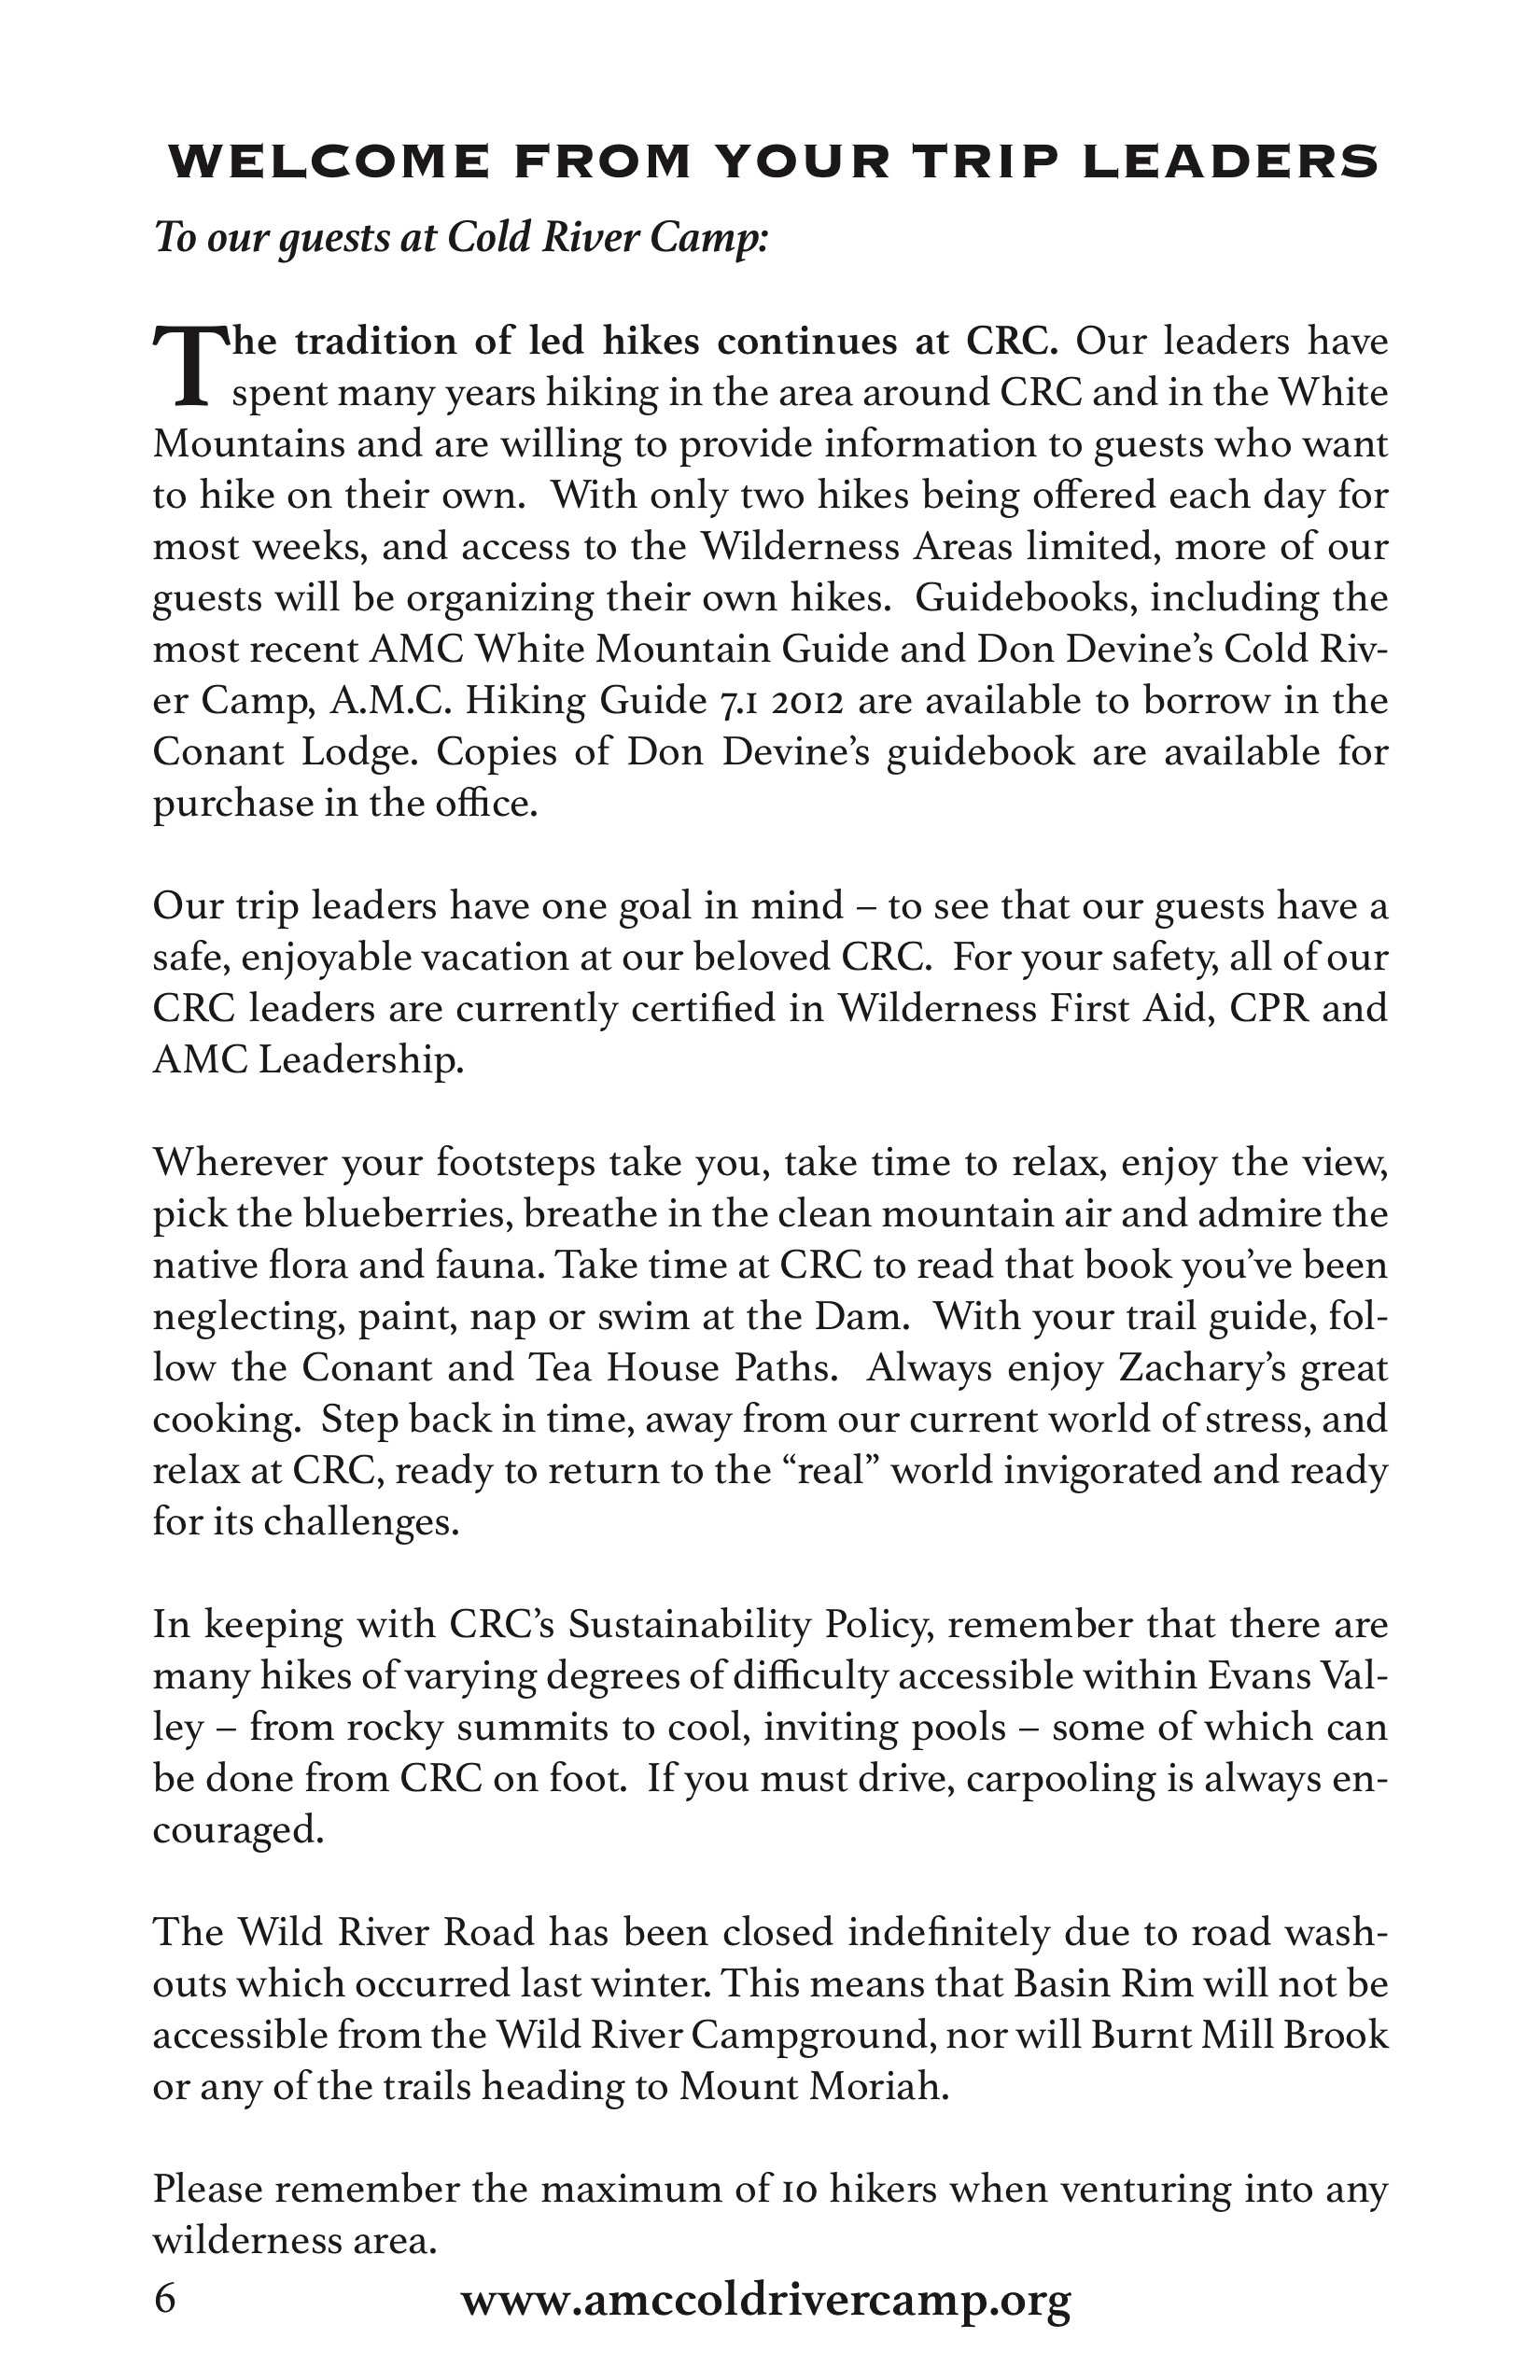 WELCOME FROM YOUR TRIP LEADERS
To our guests at Cold River Camp:
The tradition of led hikes continues at CRC. Our leaders have
spent many years hiking in the area around CRC and in the White
Mountains and are willing to provide information to guests who want
to hike on their own.  With only two hikes being offered each day for
most weeks, and access to the Wilderness Areas limited, more of our
guests will be organizing their own hikes.  Guidebooks, including the
most recent AMC White Mountain Guide and Don Devine’s Cold Riv-
er Camp, A.M.C. Hiking Guide 7.1 2012 are available to borrow in the
Conant Lodge. Copies of Don Devine’s guidebook are available for
purchase in the office.
Our trip leaders have one goal in mind – to see that our guests have a
safe, enjoyable vacation at our beloved CRC.  For your safety, all of our
CRC leaders are currently certified in Wilderness First Aid, CPR and
AMC Leadership.
Wherever your footsteps take you, take time to relax, enjoy the view,
pick the blueberries, breathe in the clean mountain air and admire the
native flora and fauna. Take time at CRC to read that book you’ve been
neglecting, paint, nap or swim at the Dam.  With your trail guide, fol-
low the Conant and Tea House Paths.  Always enjoy Zachary’s great
cooking.  Step back in time, away from our current world of stress, and
relax at CRC, ready to return to the “real” world invigorated and ready
for its challenges.
In keeping with CRC’s Sustainability Policy, remember that there are
many hikes of varying degrees of difficulty accessible within Evans Val-
ley – from rocky summits to cool, inviting pools – some of which can
be done from CRC on foot.  If you must drive, carpooling is always en-
couraged.
The Wild River Road has been closed indefinitely due to road wash-
outs which occurred last winter. This means that Basin Rim will not be
accessible from the Wild River Campground, nor will Burnt Mill Brook
or any of the trails heading to Mount Moriah.
Please remember the maximum of 10 hikers when venturing into any
wilderness area.
6 www.amccoldrivercamp.org